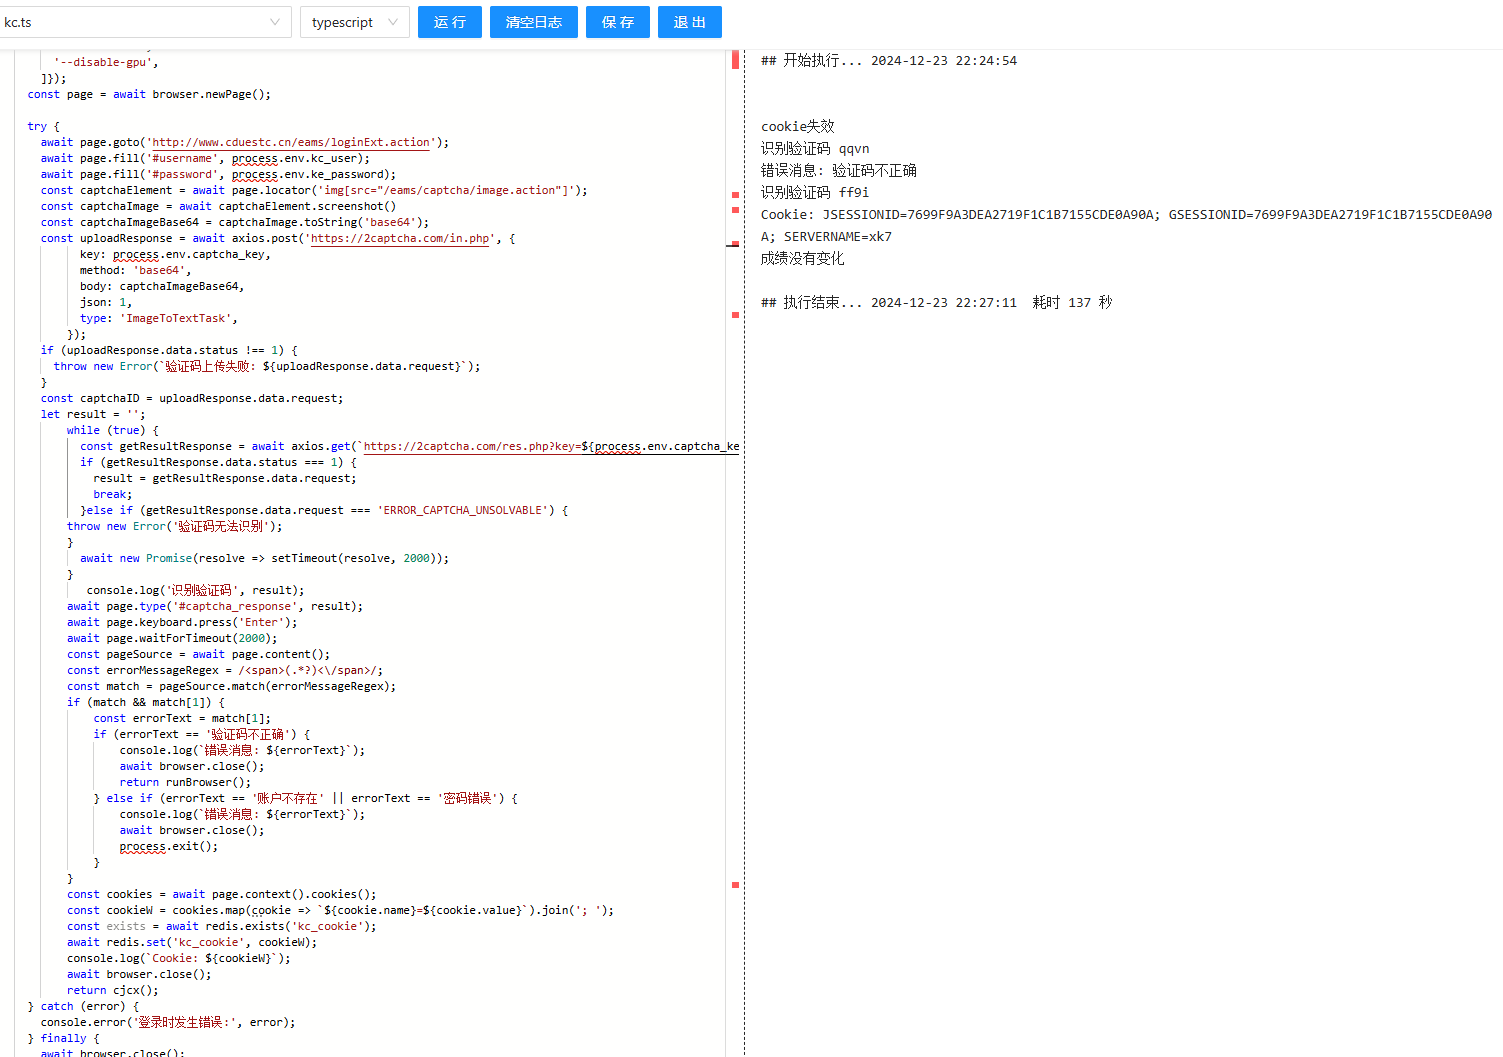 kc.ts
typescript
运 行
清空日志
保 存
退 出
'--disable-gpu',
]});
const page = await browser.newPage();
try {
await page.goto('http://www.cduestc.cn/eams/loginExt.action');
await page.fill('#username', process.env.kc_user);
await page.fill('#password', process.env.ke_password);
const captchaElement = await page.locator('img[src="/eams/captcha/image.action"]');
const captchaImage = await captchaElement.screenshot()
const captchaImageBase64 = captchaImage.toString('base64');
const uploadResponse = await axios.post('https://2captcha.com/in.php', {
key: process.env.captcha_key,
method: 'base64',
body: captchaImageBase64,
json: 1,
type: 'ImageToTextTask',
});
if (uploadResponse.data.status !== 1) {
throw new Error(`验证码上传失败: ${uploadResponse.data.request}`);
}
const captchaID = uploadResponse.data.request;
let result = '';
while (true) {
const getResultResponse = await axios.get(`https://2captcha.com/res.php?key=${process.env.captcha_ke
if (getResultResponse.data.status === 1) {
result = getResultResponse.data.request;
break;
}else if (getResultResponse.data.request === 'ERROR_CAPTCHA_UNSOLVABLE') {
throw new Error('验证码无法识别');
}
await new Promise(resolve => setTimeout(resolve, 2000));
}
console.log('识别验证码', result);
await page.type('#captcha_response', result);
await page.keyboard.press('Enter');
await page.waitForTimeout(2000);
const pageSource = await page.content();
const errorMessageRegex = /<span>(.*?)<\/span>/;
const match = pageSource.match(errorMessageRegex);
if (match && match[1]) {
const errorText = match[1];
if (errorText == '验证码不正确') {
console.log(`错误消息: ${errorText}`);
await browser.close();
return runBrowser();
} else if (errorText == '账户不存在' || errorText == '密码错误') {
console.log(`错误消息: ${errorText}`);
await browser.close();
process.exit();
}
}
const cookies = await page.context().cookies();
const cookieW = cookies.map(cookie => `${cookie.name}=${cookie.value}`).join('; ');
const exists = await redis.exists('kc_cookie');
await redis.set('kc_cookie', cookieW);
console.log(`Cookie: ${cookieW}`);
await browser.close();
return cjcx();
} catch (error) {
console.error('登录时发生错误:', error);
} finally {
await browser.close();
## 开始执行... 2024-12-23 22:24:54
cookie失效
识别验证码 qqvn
错误消息: 验证码不正确
识别验证码 ff9i
Cookie: JSESSIONID=7699F9A3DEA2719F1C1B7155CDE0A90A; GSESSIONID=7699F9A3DEA2719F1C1B7155CDE0A90
A; SERVERNAME=xk7
成绩没有变化
## 执行结束... 2024-12-23 22:27:11  耗时 137 秒